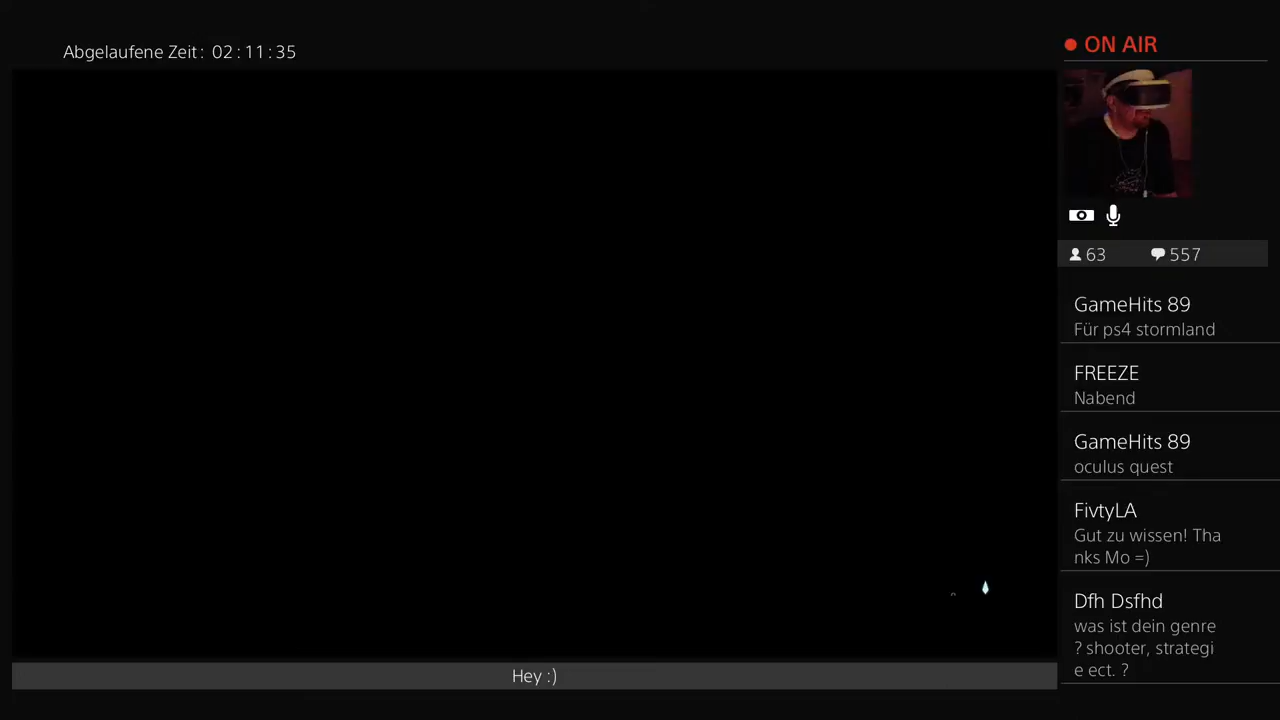 Abgelaufene Zeit: 02:11:35
ON AIR
63 557
GameHits 89
Für ps4 stormland
FREEZE
Nabend
GameHits 89
oculus quest
FivtyLA
Gut zu wissen! Tha
nks Mo =)
Dfh Dsfhd
was ist dein genre
? shooter, strategi
e ect. ?
Hey :)